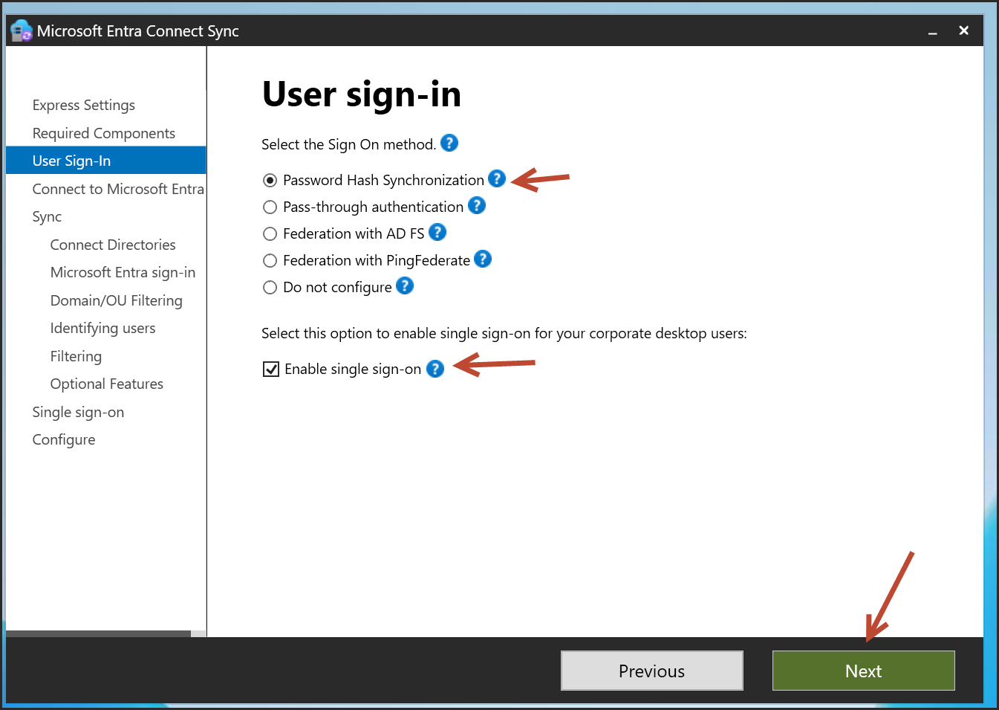 Microsoft Entra Connect Sync
Express Settings
Required Components
User Sign-In
Connect to Microsoft Entra
Sync
Connect Directories
Microsoft Entra sign-in
Domain/OU Filtering
Identifying users
Filtering
Optional Features
Single sign-on
Configure
User sign-in
Select the Sign On method. ?
Password Hash Synchronization ?
Pass-through authentication ?
Federation with AD FS ?
Federation with PingFederate ?
Do not configure ?
Select this option to enable single sign-on for your corporate desktop users:
Enable single sign-on ?
Previous
Next